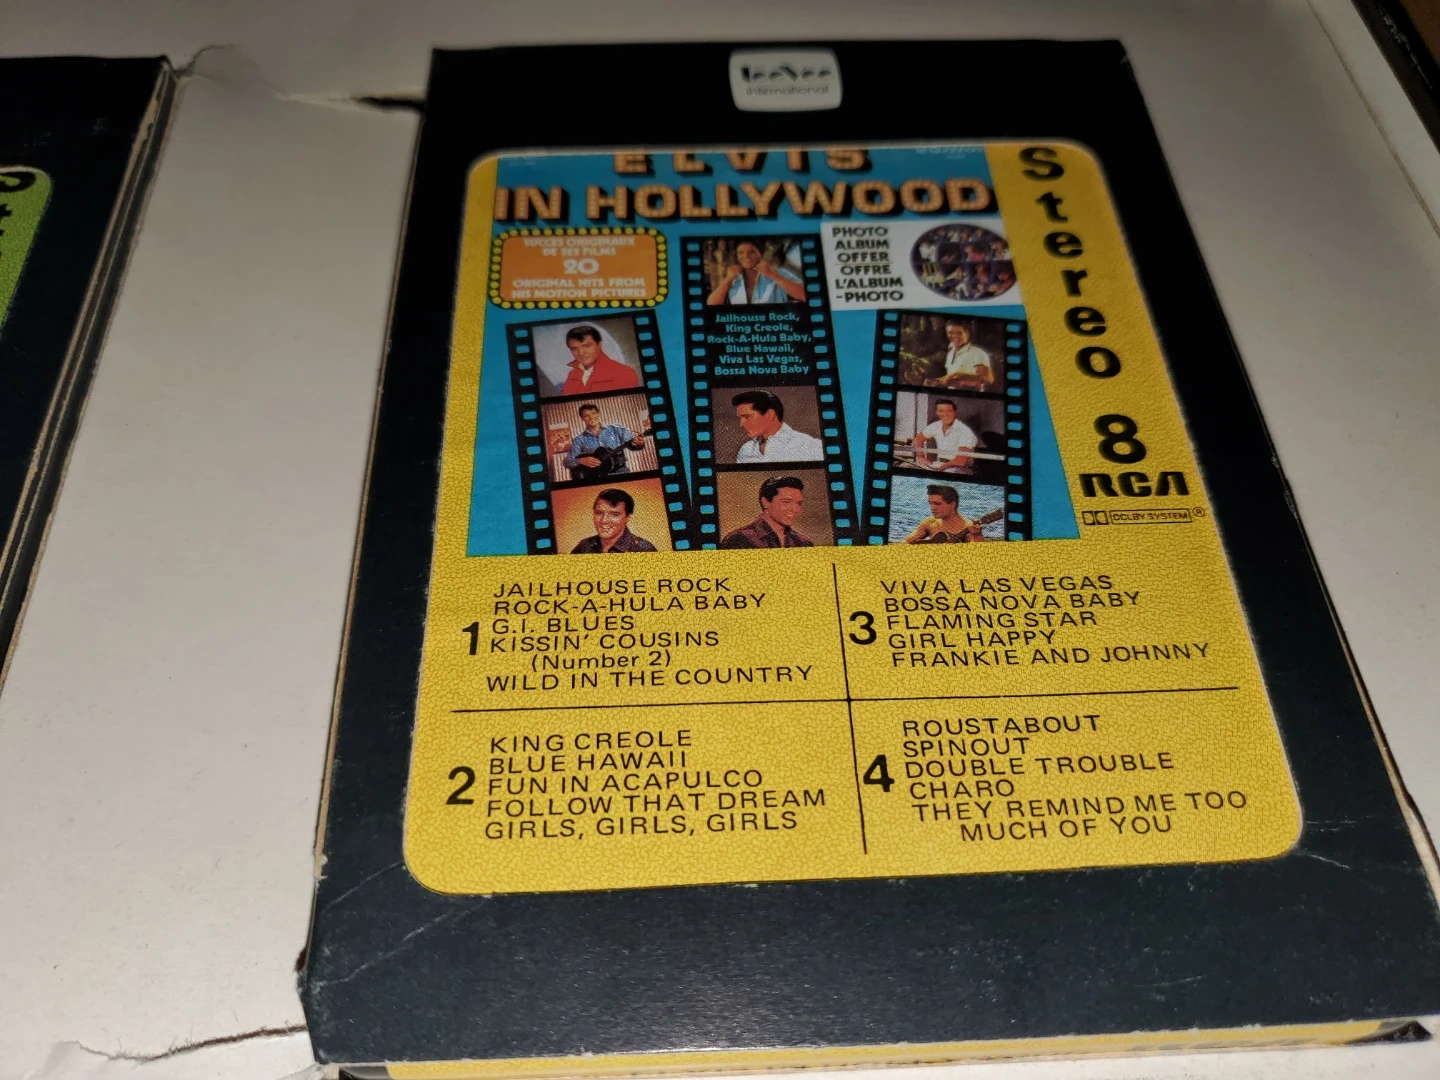 TeeVee
international
ELVIS
IN HOLLYWOOD
SUCCES ORIGINAUX
DE SES FILMS
20
ORIGINAL HITS FROM
HIS MOTION PICTURES
PHOTO
ALBUM
OFFER
OFFRE
L'ALBUM
-PHOTO
Jailhouse Rock,
King Creole,
Rock-A-Hula Baby,
Blue Hawaii,
Viva Las Vegas,
Bossa Nova Baby
Stereo
8
RCA
DOLBY SYSTEM ®
1
JAILHOUSE ROCK
ROCK-A-HULA BABY
G.I. BLUES
KISSIN' COUSINS
(Number 2)
WILD IN THE COUNTRY
2
KING CREOLE
BLUE HAWAII
FUN IN ACAPULCO
FOLLOW THAT DREAM
GIRLS, GIRLS, GIRLS
3
VIVA LAS VEGAS
BOSSA NOVA BABY
FLAMING STAR
GIRL HAPPY
FRANKIE AND JOHNNY
4
ROUSTABOUT
SPINOUT
DOUBLE TROUBLE
CHARO
THEY REMIND ME TOO
MUCH OF YOU